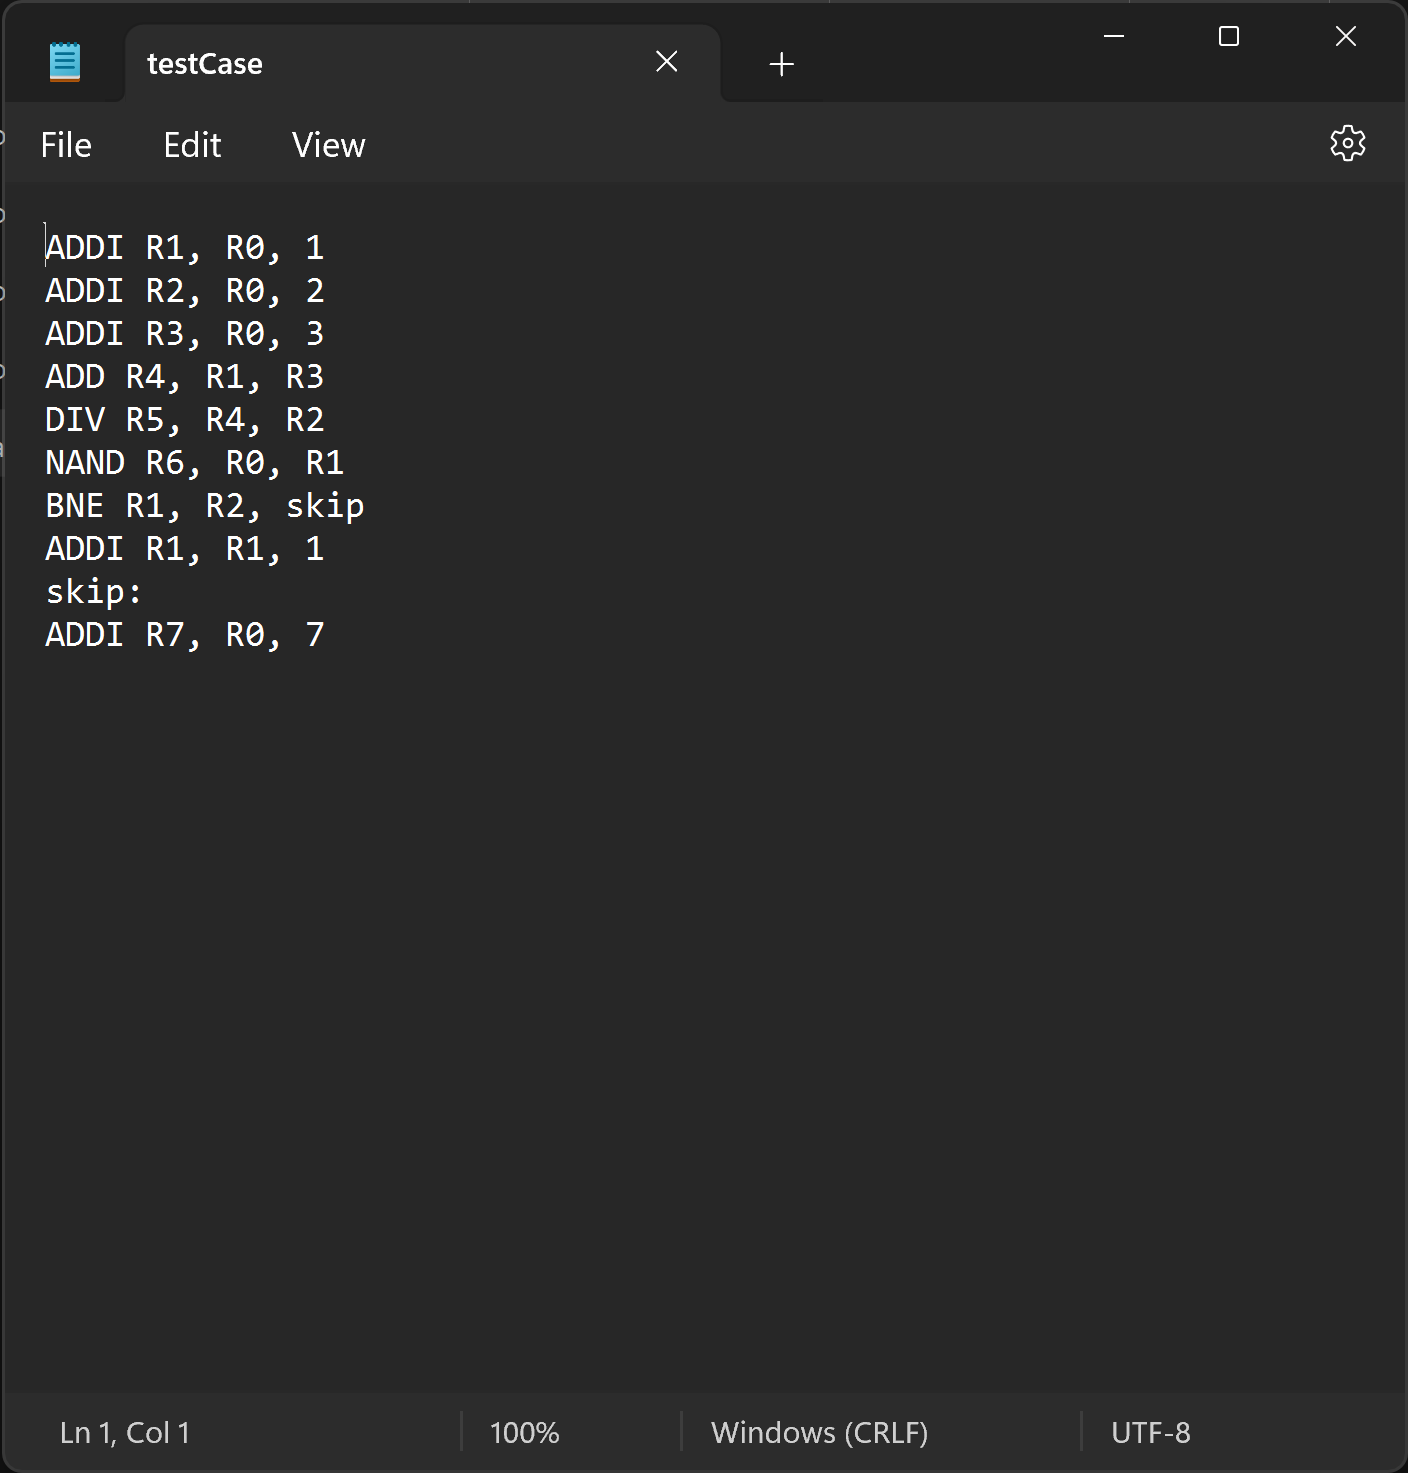 testCase
File Edit View
ADDI R1, R0, 1
ADDI R2, R0, 2
ADDI R3, R0, 3
ADD R4, R1, R3
DIV R5, R4, R2
NAND R6, R0, R1
BNE R1, R2, skip
ADDI R1, R1, 1
skip:
ADDI R7, R0, 7
Ln 1, Col 1 100% Windows (CRLF) UTF-8